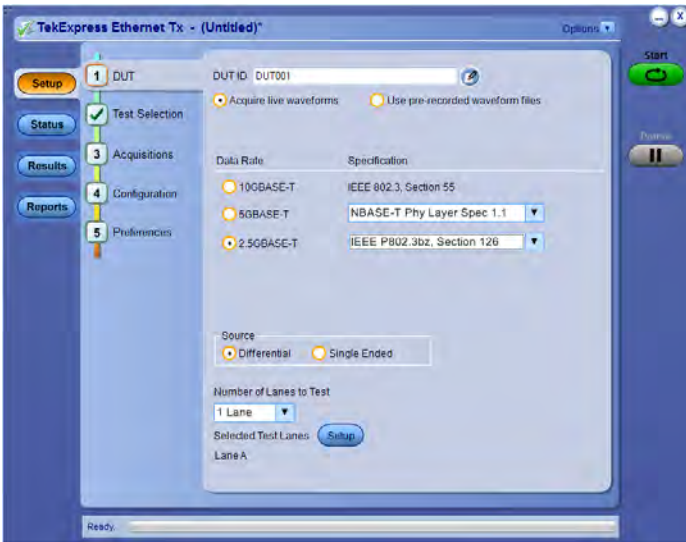 TekExpress Ethernet Tx - (Untitled)*
Options
Start
Setup
Status
Results
Reports
1 DUT
Test Selection
3 Acquisitions
4 Configuration
5 Preferences
DUT ID DUT001
Acquire live waveforms
Use pre-recorded waveform files
Pause
Data Rate
Specification
10GBASE-T
IEEE 802.3, Section 55
5GBASE-T
NBASE-T Phy Layer Spec 1.1
2.5GBASE-T
IEEE P802.3bz, Section 126
Source
Differential
Single Ended
Number of Lanes to Test
1 Lane
Selected Test Lanes
Setup
Lane A
Ready.